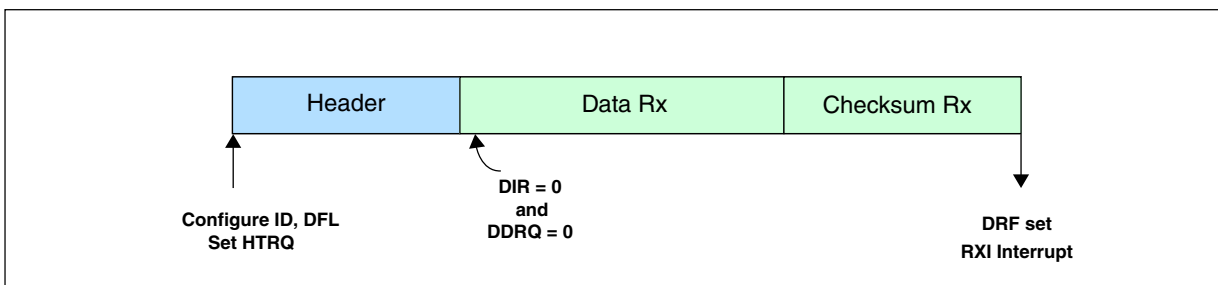 Header
Data Rx
Checksum Rx
Configure ID, DFL
Set HTRQ
DIR = 0
and
DDRQ = 0
DRF set
RXI Interrupt